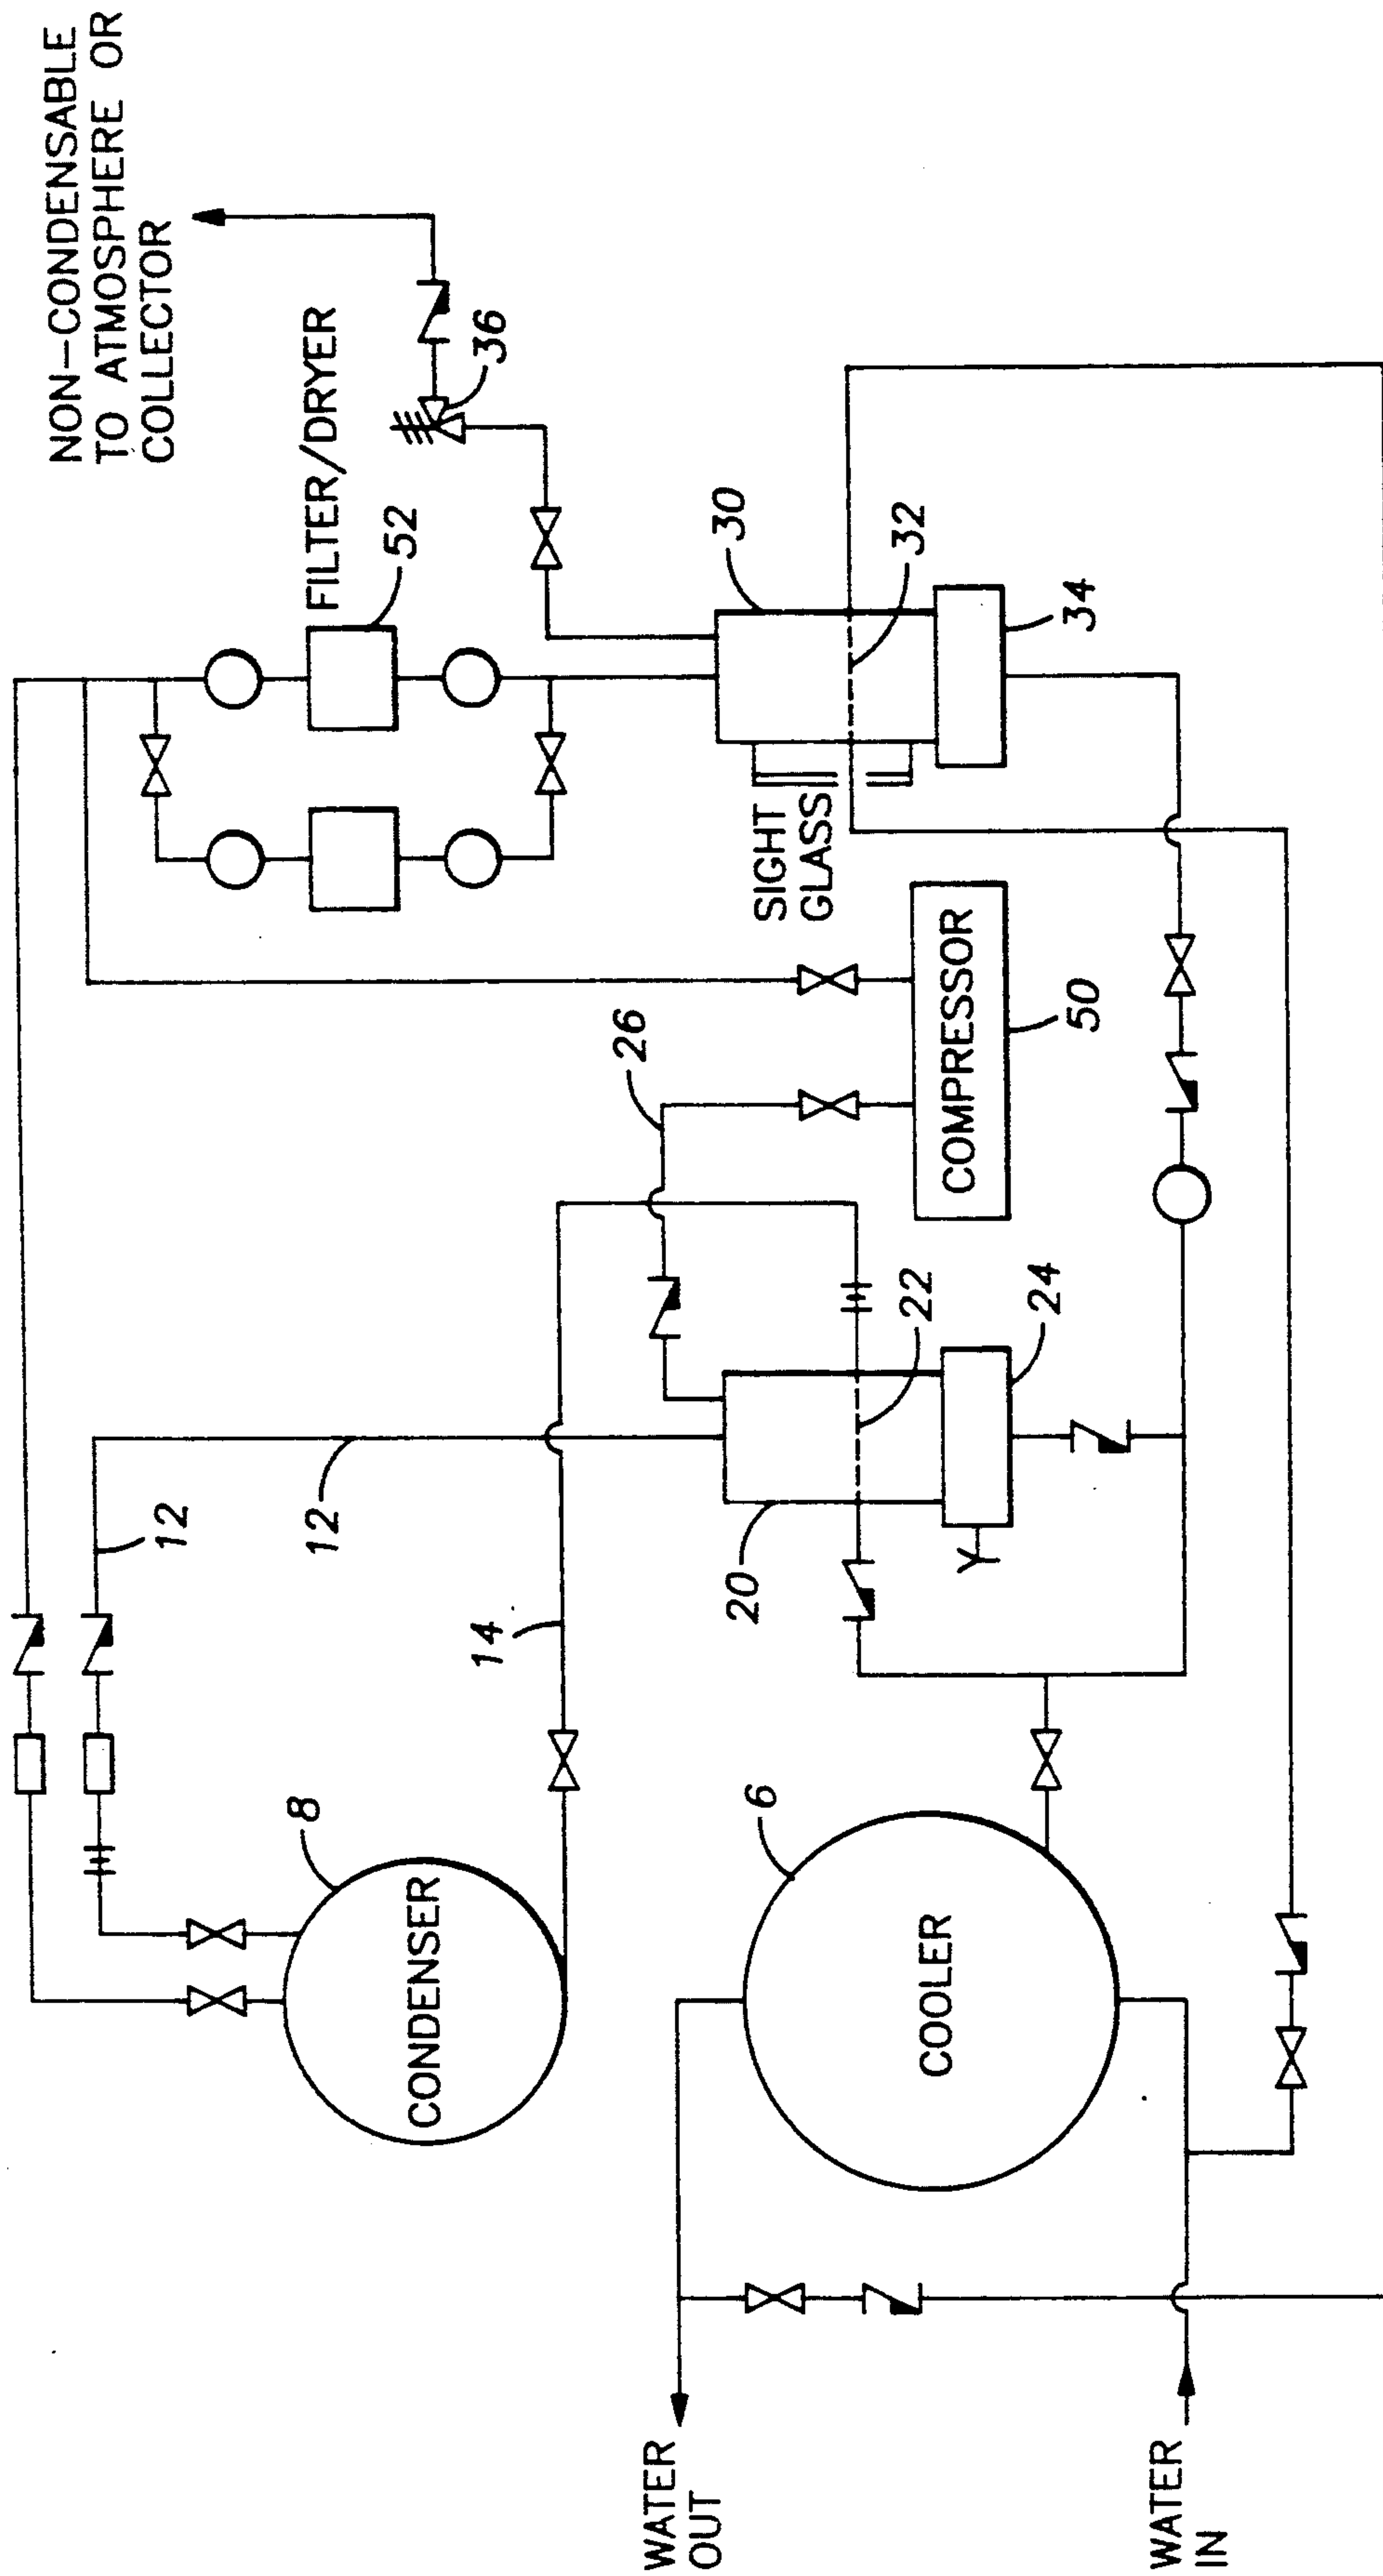 NON-CONDENSABLE
TO ATMOSPHERE OR
COLLECTOR
FILTER/DRYER
52
36
12
12
26
30
8
14
SIGHT
GLASS
32
20
22
COMPRESSOR
34
CONDENSER
24
50
6
COOLER
WATER
OUT
WATER
IN